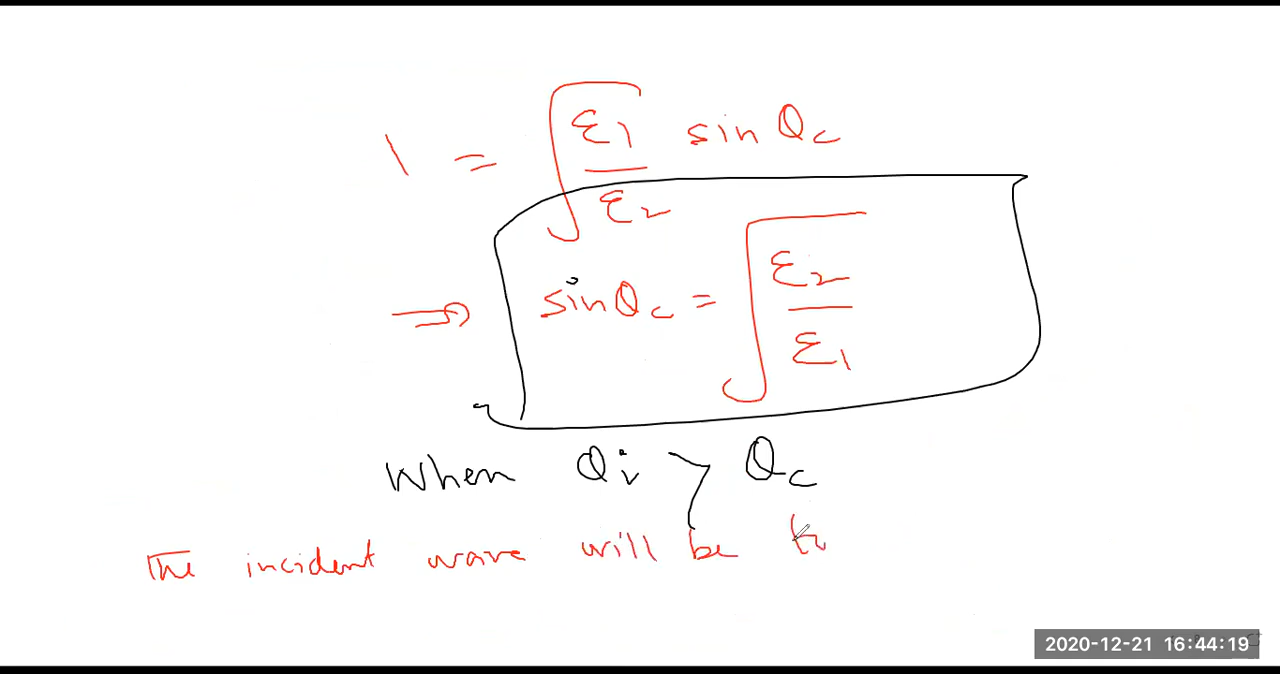 1 = √(ε1/ε2) sin θc
⇒ sin θc = √(ε2/ε1)
When θi > θc
The incident wave will be
2020-12-21 16:44:19